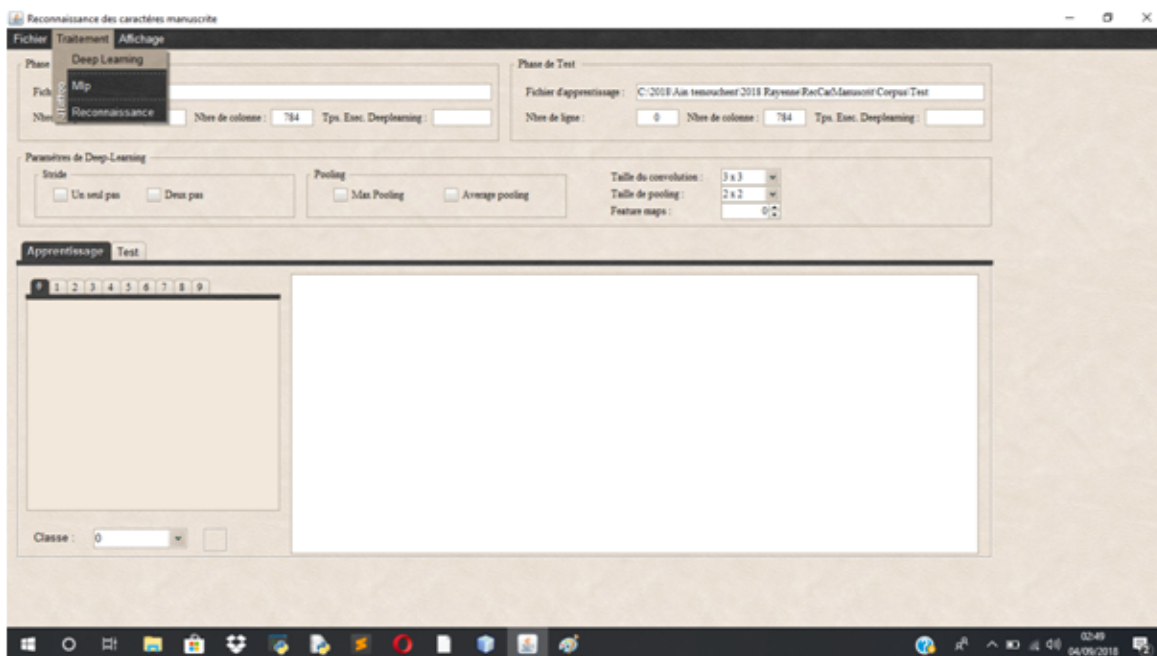 Reconnaissance des caractères manuscrite
Fichier Traitement Affichage
Deep Learning
Mlp
Reconnaissance
Phase
Phase de Test
Fich
Fichier d'apprentissage : C:\2018\Ain temouchent\2018 Rayenne\RecCarManuscrit\Corpus\Test
Nbre
Nbre de colonne : 784 Tps. Exec. Deeplearning :
Nbre de ligne : 0 Nbre de colonne : 784 Tps. Exec. Deeplearning :
Paramètres de Deep-Learning
Stride
Un seul pas Deux pas
Pooling
Max Pooling Average pooling
Taille du convolution : 3 x 3
Taille de pooling : 2 x 2
Feature maps : 0
Apprentissage Test
0 1 2 3 4 5 6 7 8 9
Classe : 0
02:49
04/09/2018